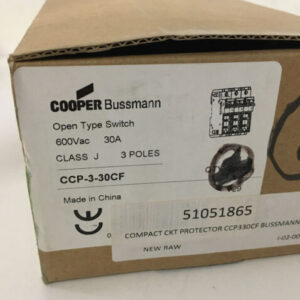 COOPER Bussmann
Open Type Switch
600Vac 30A
CLASS J 3 POLES
CCP-3-30CF
Made in China
CE
51051865
COMPACT CKT PROTECTOR CCP330CF BUSSMANN
NEW RAW